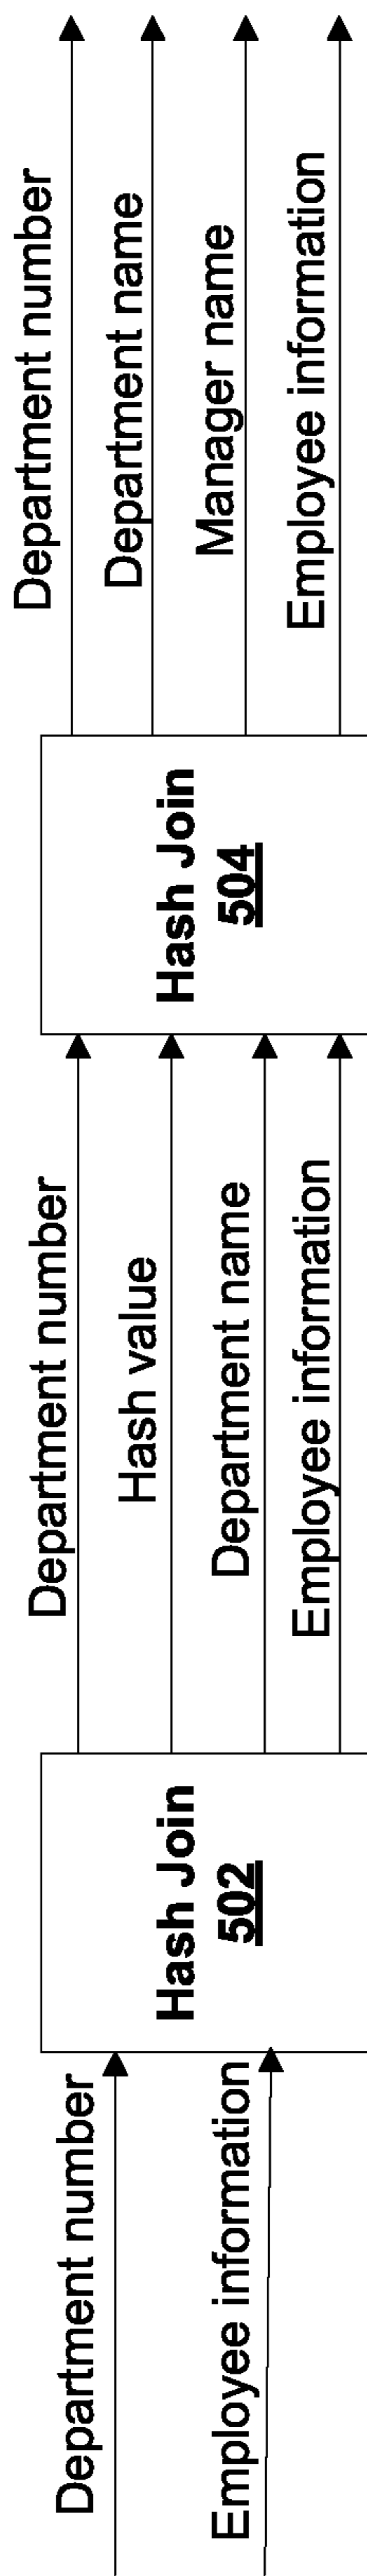 Department number
Employee information
Hash Join
502
Department number
Hash value
Department name
Employee information
Hash Join
504
Department number
Department name
Manager name
Employee information